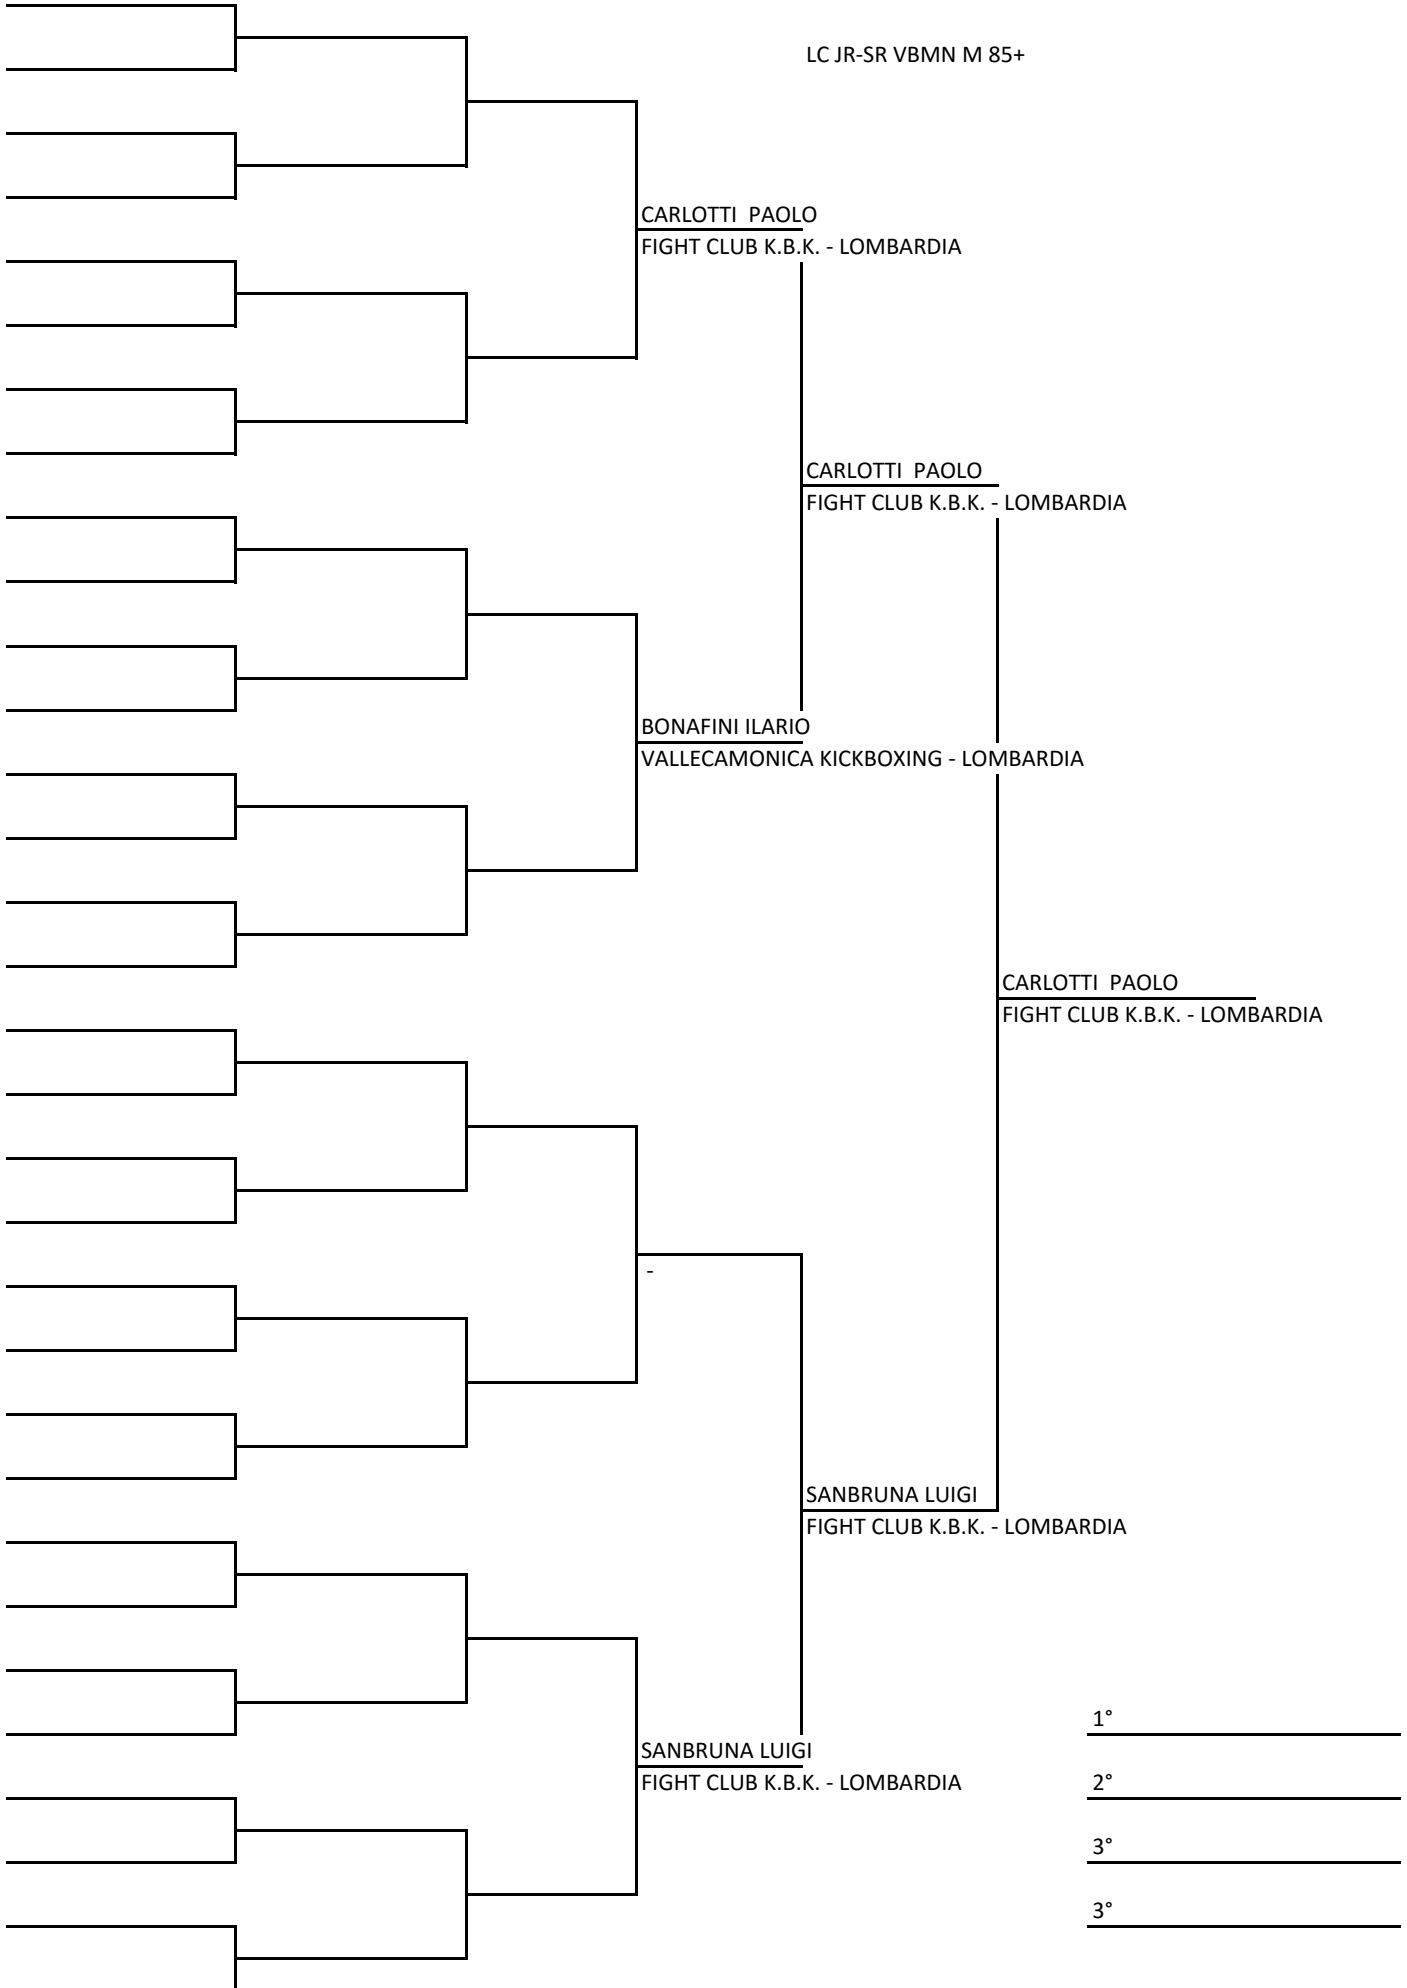 LC JR-SR VBMN M 85+
CARLOTTI  PAOLO
FIGHT CLUB K.B.K. - LOMBARDIA
CARLOTTI  PAOLO
FIGHT CLUB K.B.K. - LOMBARDIA
BONAFINI ILARIO
VALLECAMONICA KICKBOXING - LOMBARDIA
CARLOTTI  PAOLO
FIGHT CLUB K.B.K. - LOMBARDIA
-
SANBRUNA LUIGI
FIGHT CLUB K.B.K. - LOMBARDIA
1°
SANBRUNA LUIGI
FIGHT CLUB K.B.K. - LOMBARDIA
2°
3°
3°